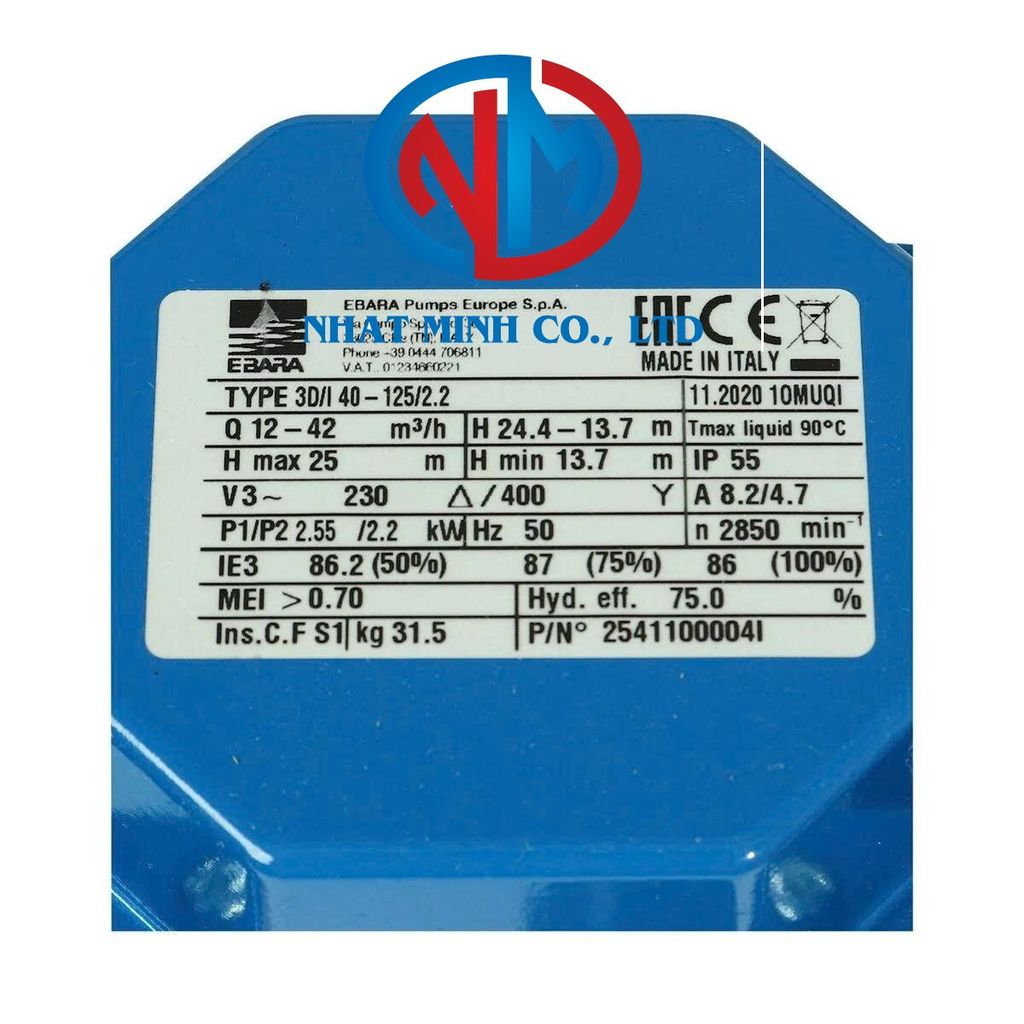 NM
EBARA Pumps Europe S.p.A.
NHAT MINH CO., LTD
Phone +39 0444 706811
V.A.T. 01234660221
EBARA
EAC CE
MADE IN ITALY
TYPE 3D/I 40-125/2.2 11.2020 10MUQI
Q 12-42 m³/h H 24.4-13.7 m Tmax liquid 90°C
H max 25 m H min 13.7 m IP 55
V3~ 230 △/400 Y A 8.2/4.7
P1/P2 2.55 /2.2 kW Hz 50 n 2850 min⁻¹
IE3 86.2 (50%) 87 (75%) 86 (100%)
MEI >0.70 Hyd. eff. 75.0 %
Ins.C.F S1 kg 31.5 P/N° 2541100004I